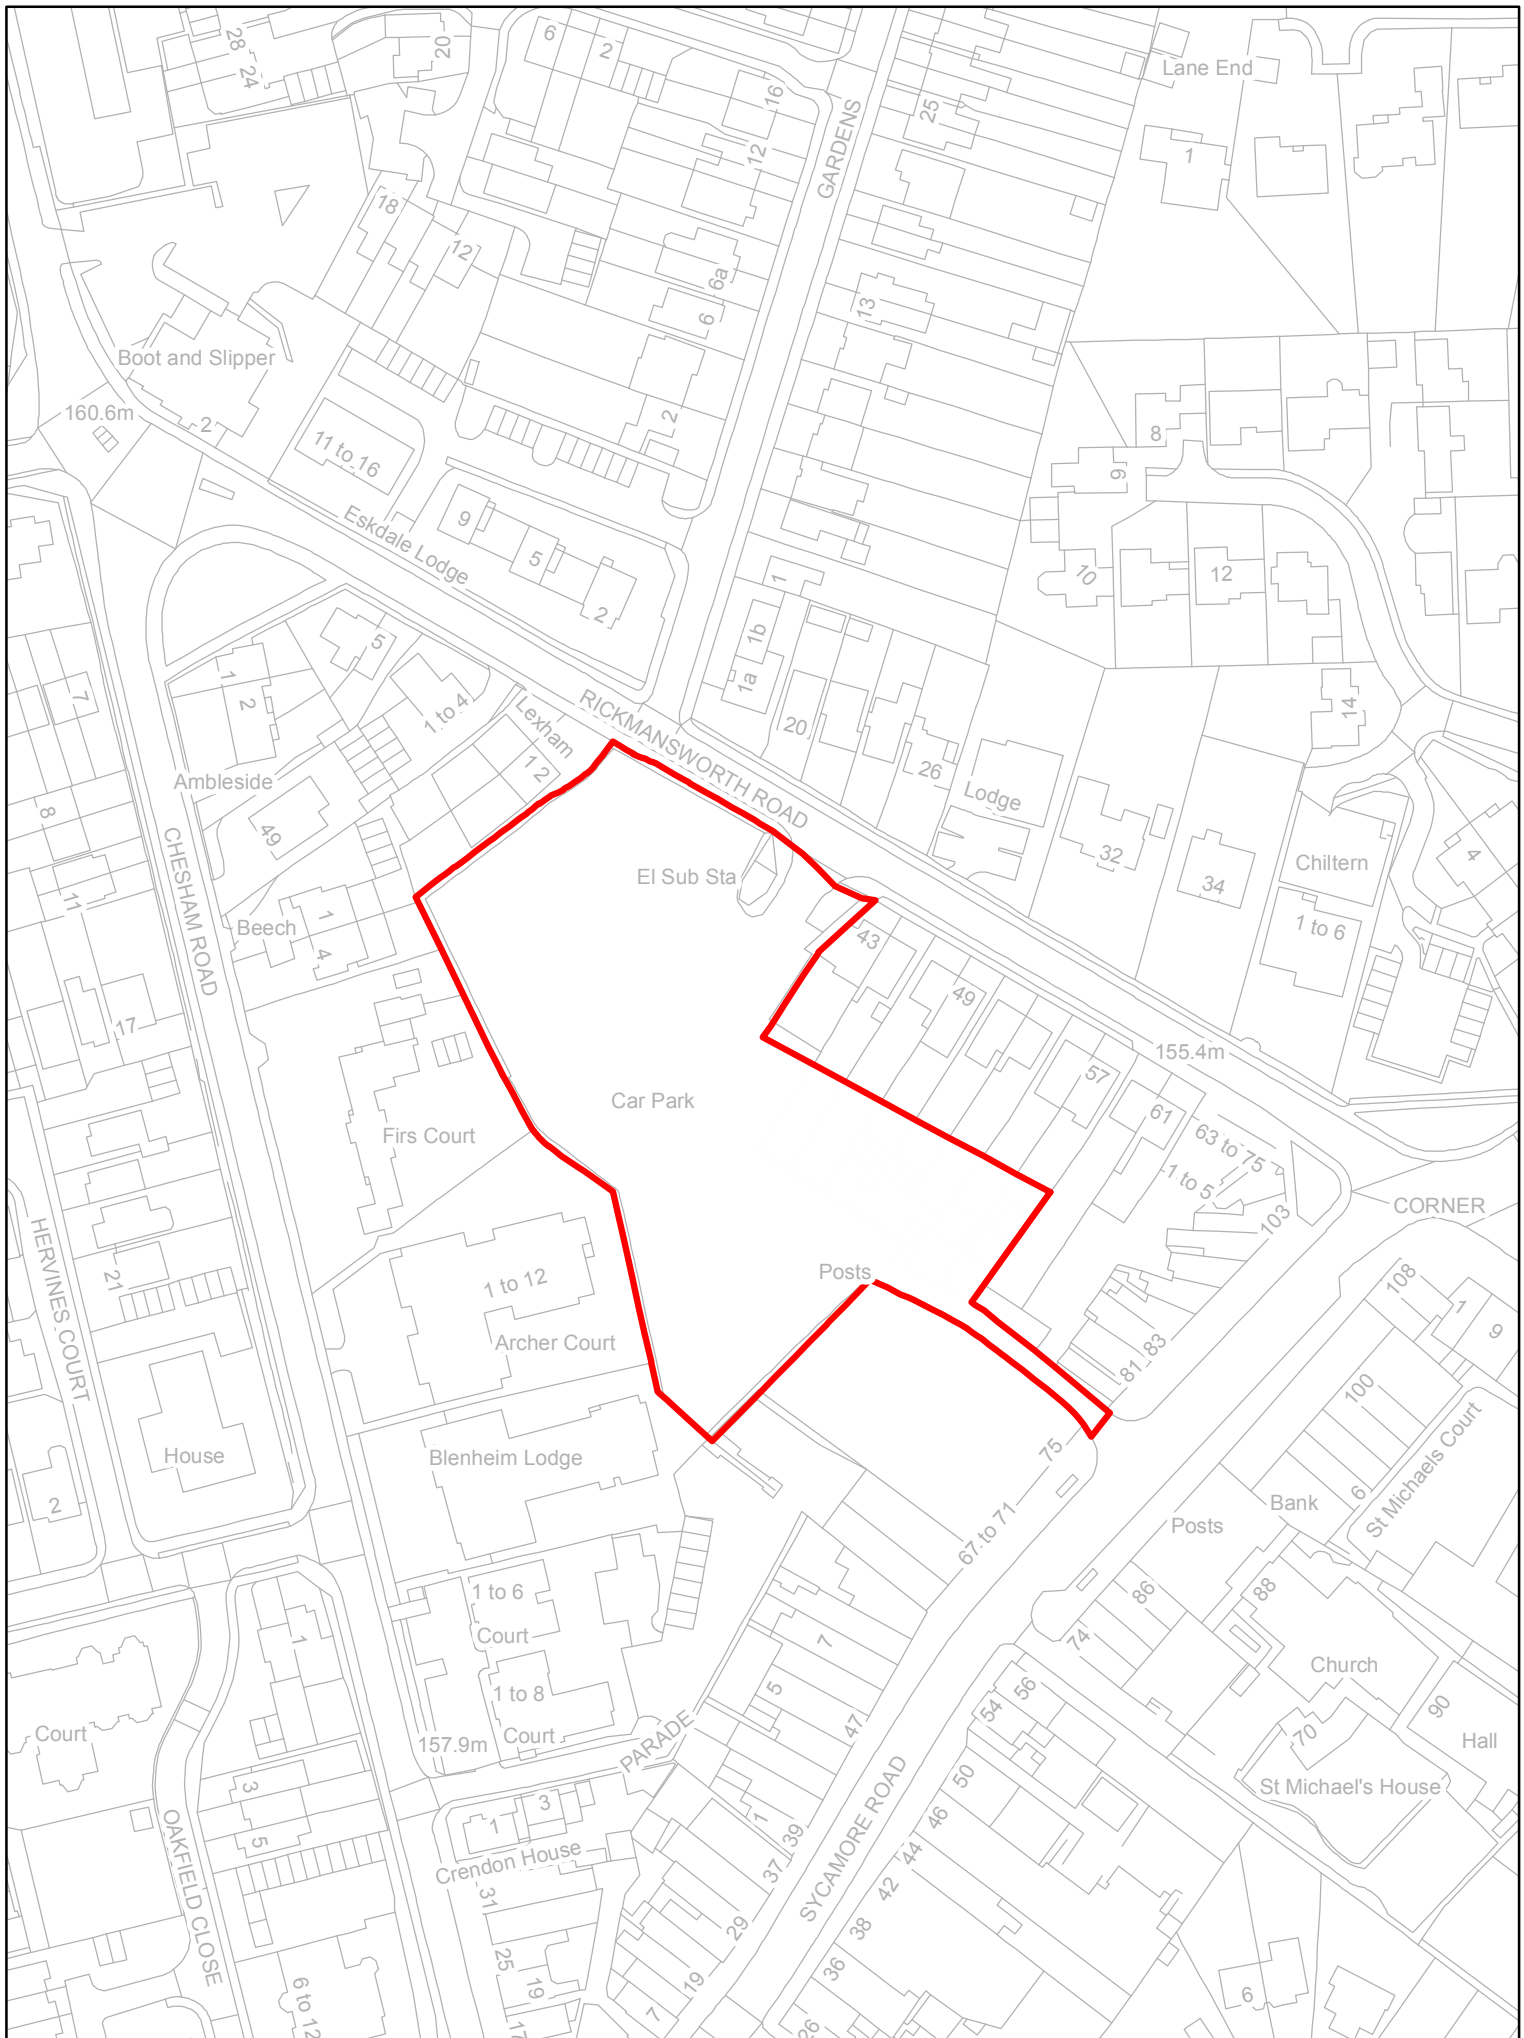 28
24
20
6
2
16
12
GARDENS
25
Lane End
1
18
12
6a
6
13
Boot and Slipper
160.6m
2
2
11 to 16
8
9
Eskdale Lodge
9
5
2
1
10
12
1b
1a
5
1
2
7
1 to 4
Lexham
1 2
RICKMANSWORTH ROAD
20
26
Lodge
14
Ambleside
8
49
CHESHAM ROAD
El Sub Sta
32
34
Chiltern
4
11
Beech
1
4
43
1 to 6
17
49
155.4m
57
Car Park
61
Firs Court
63 to 75
1 to 5
CORNER
103
HERVINES COURT
21
1 to 12
Posts
108
1
9
Archer Court
83
81
100
House
Blenheim Lodge
75
St Michaels Court
2
6
Bank
Posts
67 to 71
1 to 6
Court
86
88
74
1
7
Church
1 to 8
Court
5
56
54
90
Court
157.9m
PARADE
47
70
Hall
SYCAMORE ROAD
50
St Michael's House
3
3
1
46
OAKFIELD CLOSE
5
1
39
44
Crendon House
37
42
31
29
38
25
19
19
36
6 to 12
17
7
26
6